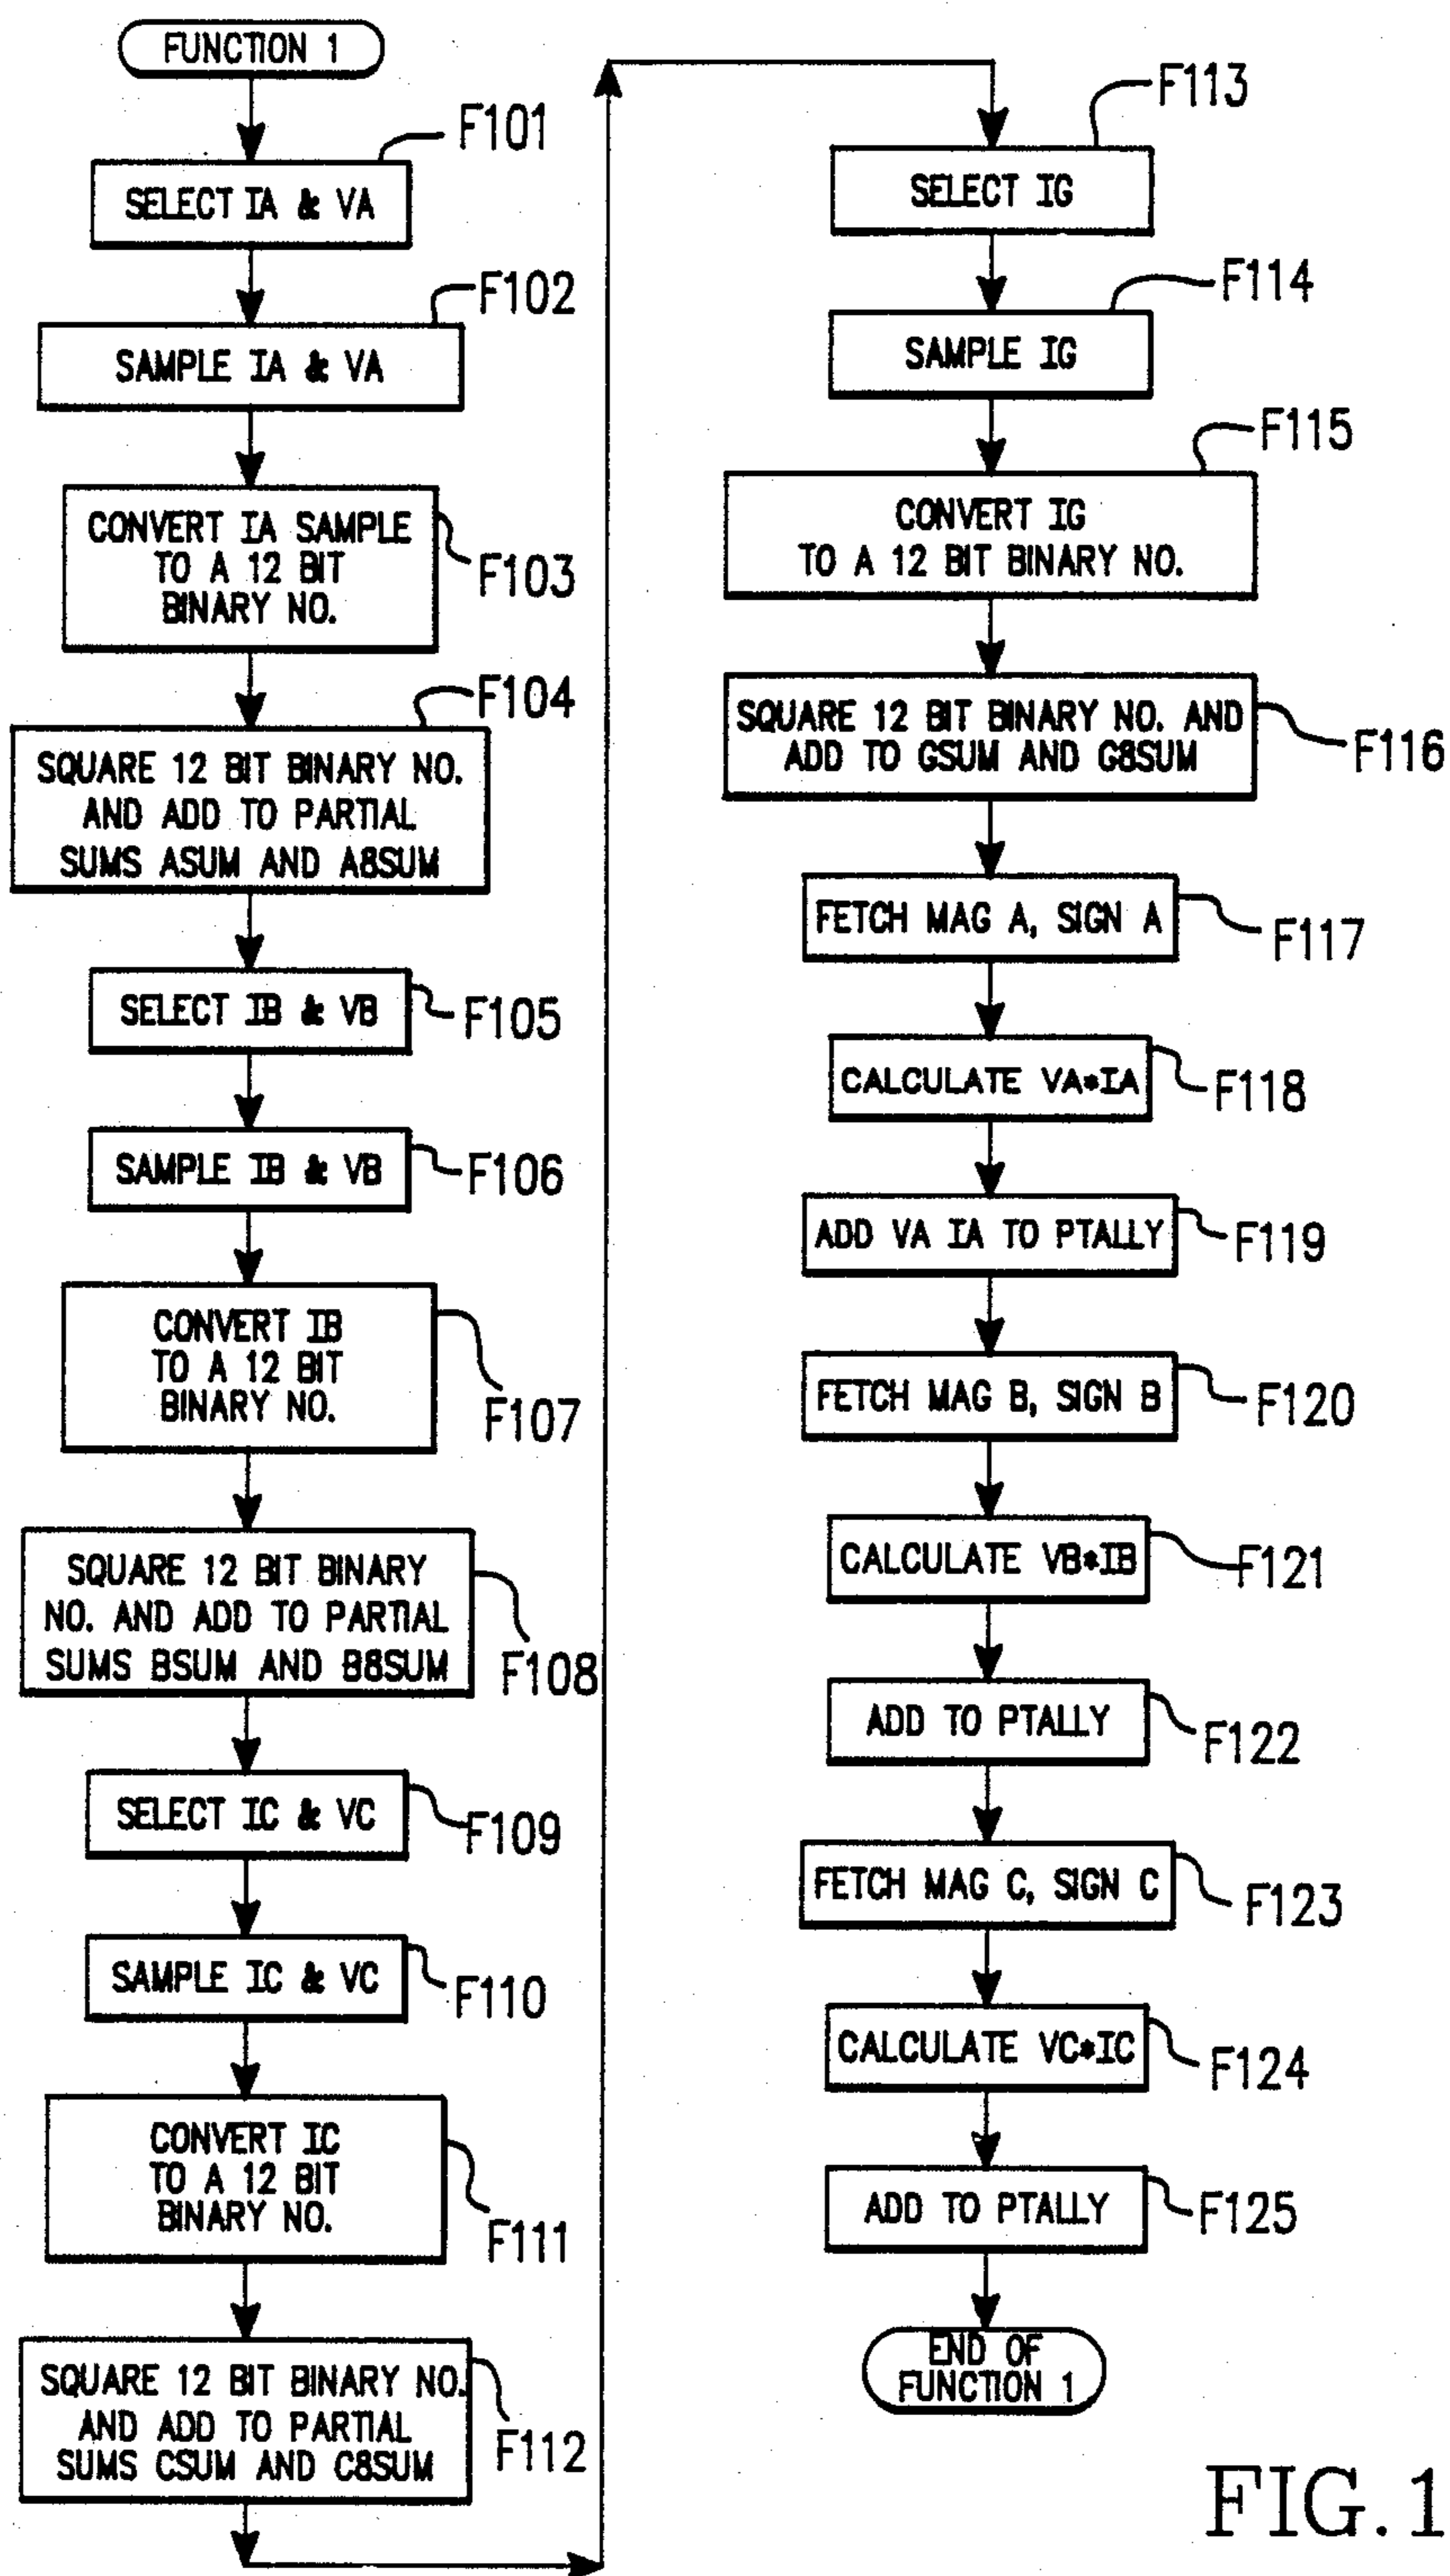 FUNCTION 1
F101
SELECT IA & VA
F102
SAMPLE IA & VA
CONVERT IA SAMPLE
TO A 12 BIT
BINARY NO.
F103
F104
SQUARE 12 BIT BINARY NO.
AND ADD TO PARTIAL
SUMS ASUM AND A8SUM
SELECT IB & VB
F105
SAMPLE IB & VB
F106
CONVERT IB
TO A 12 BIT
BINARY NO.
F107
SQUARE 12 BIT BINARY
NO. AND ADD TO PARTIAL
SUMS BSUM AND B8SUM
F108
SELECT IC & VC
F109
SAMPLE IC & VC
F110
CONVERT IC
TO A 12 BIT
BINARY NO.
F111
SQUARE 12 BIT BINARY NO.
AND ADD TO PARTIAL
SUMS CSUM AND C8SUM
F112
F113
SELECT IG
F114
SAMPLE IG
F115
CONVERT IG
TO A 12 BIT BINARY NO.
SQUARE 12 BIT BINARY NO. AND
ADD TO GSUM AND G8SUM
F116
FETCH MAG A, SIGN A
F117
CALCULATE VA*IA
F118
ADD VA IA TO PTALLY
F119
FETCH MAG B, SIGN B
F120
CALCULATE VB*IB
F121
ADD TO PTALLY
F122
FETCH MAG C, SIGN C
F123
CALCULATE VC*IC
F124
ADD TO PTALLY
F125
END OF
FUNCTION 1
FIG. 1